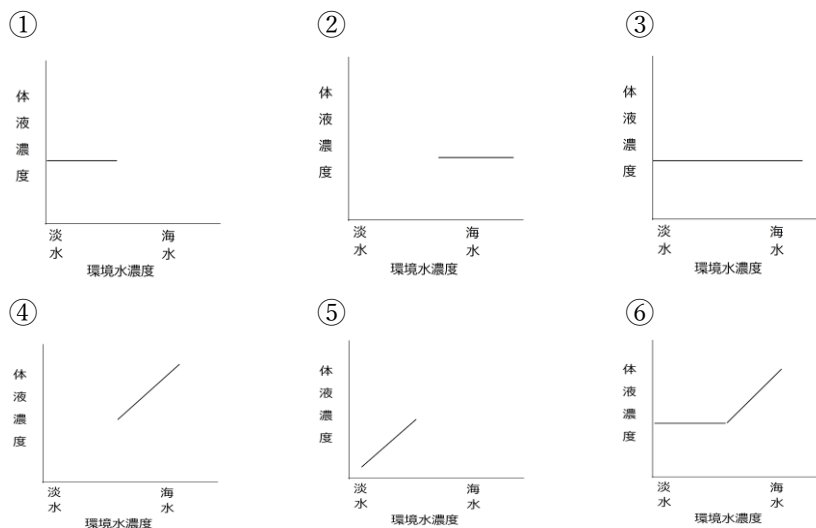 ①
体液濃度
淡水
海水
環境水濃度
②
体液濃度
淡水
海水
環境水濃度
③
体液濃度
淡水
海水
環境水濃度
④
体液濃度
淡水
海水
環境水濃度
⑤
体液濃度
淡水
海水
環境水濃度
⑥
体液濃度
淡水
海水
環境水濃度